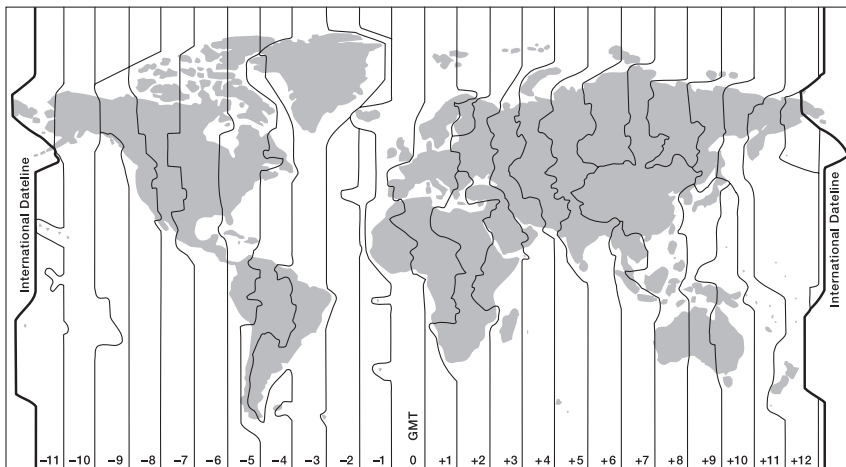 International Dateline
International Dateline
GMT
−11 −10 −9 −8 −7 −6 −5 −4 −3 −2 −1 0 +1 +2 +3 +4 +5 +6 +7 +8 +9 +10 +11 +12